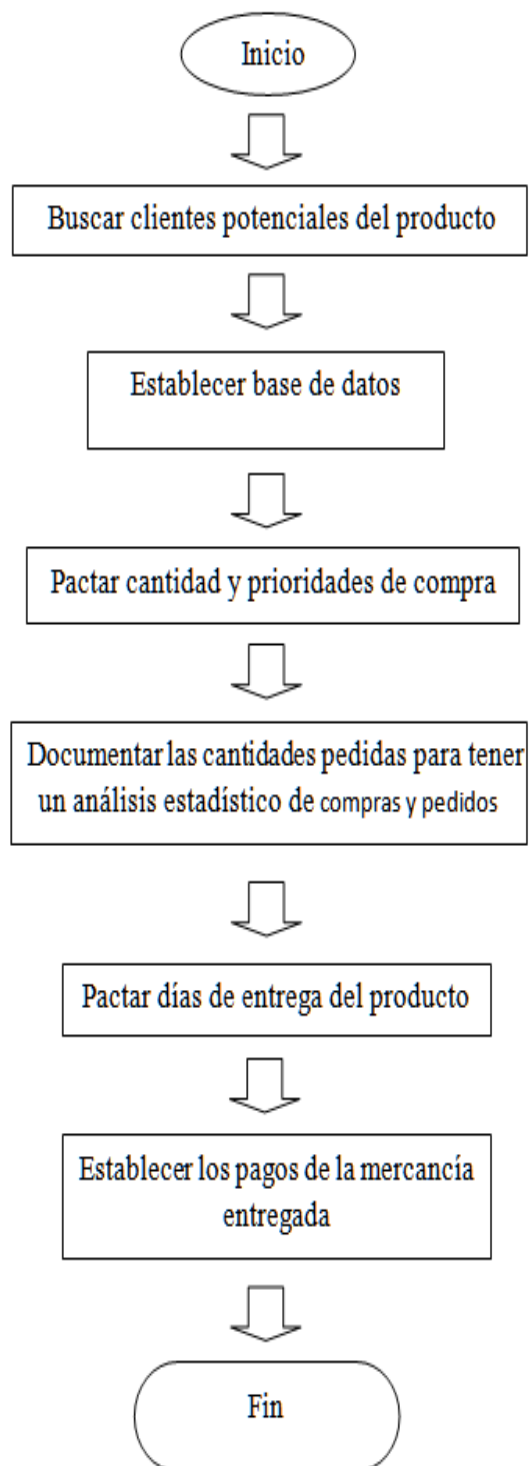 Inicio
Buscar clientes potenciales del producto
Establecer base de datos
Pactar cantidad y prioridades de compra
Documentar las cantidades pedidas para tener
un análisis estadístico de compras y pedidos
Pactar días de entrega del producto
Establecer los pagos de la mercancía
entregada
Fin